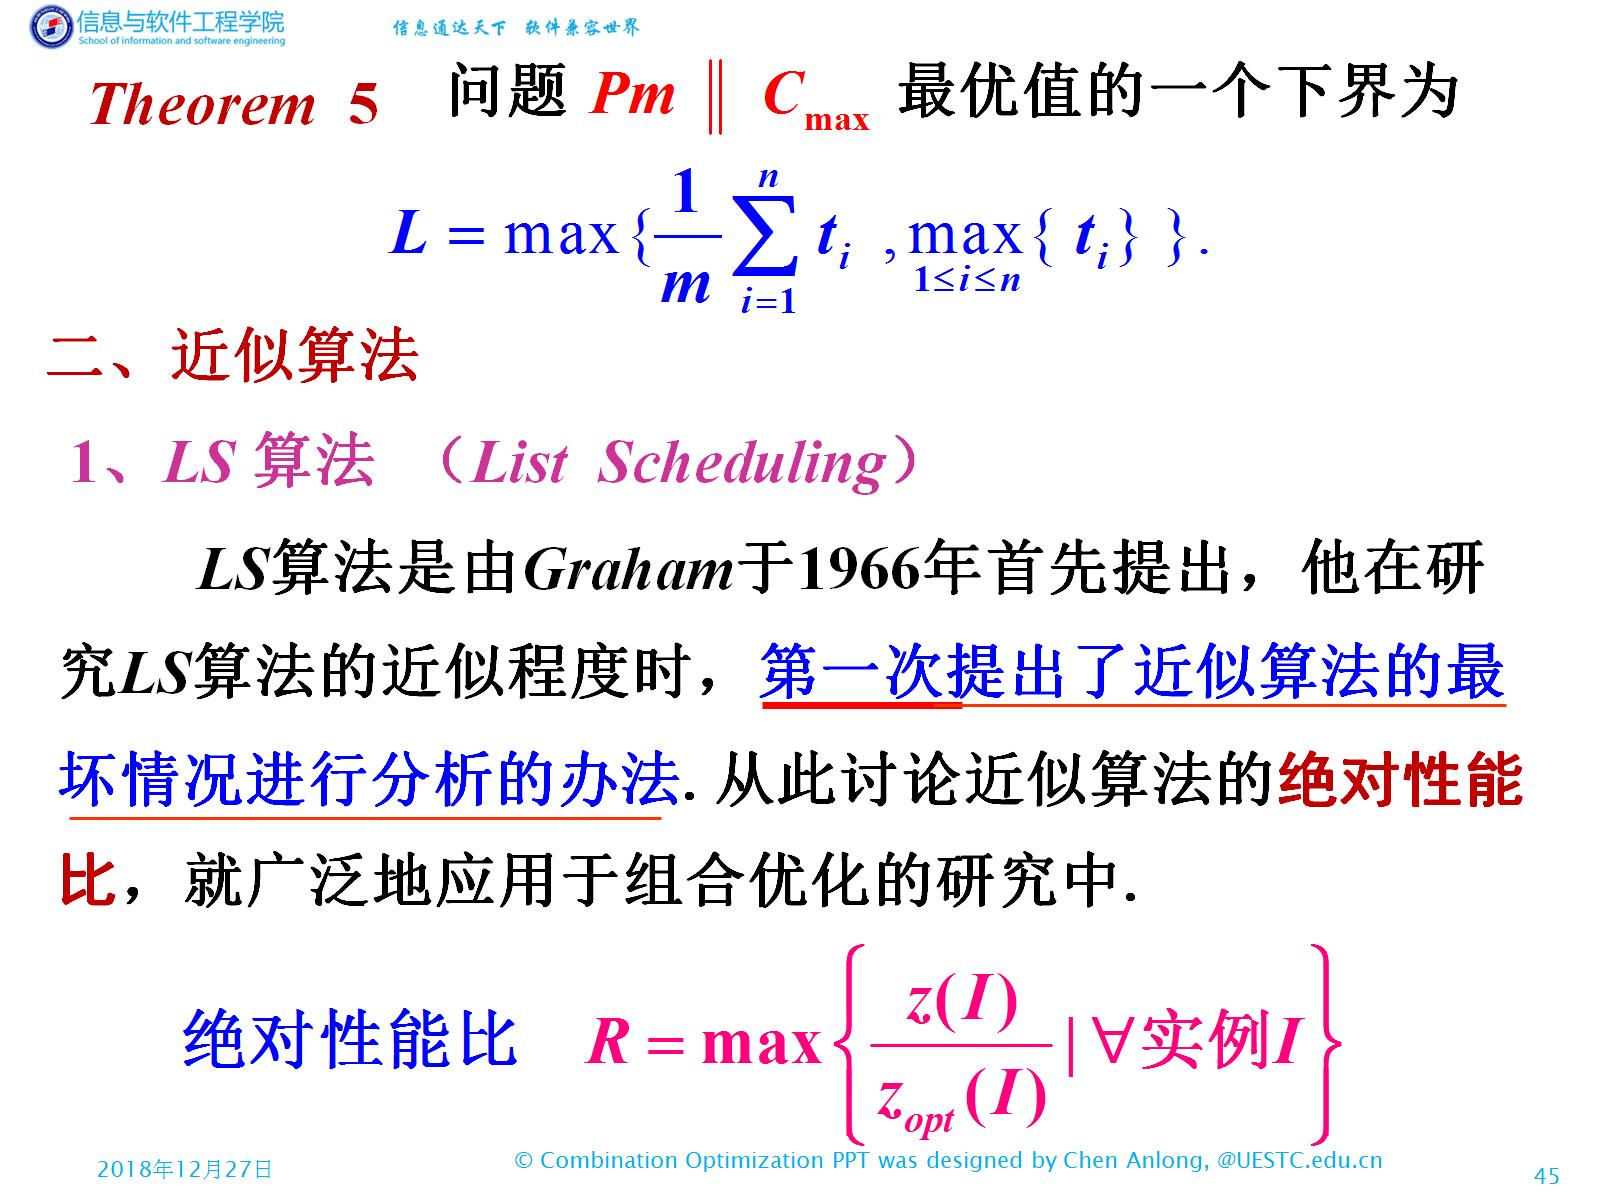 信息与软件工程学院
School of information and software engineering
信息通达天下 软件兼容世界
Theorem 5 问题 Pm ‖ Cmax 最优值的一个下界为
L = max{ 1/m ∑_{i=1}^{n} t_i , max_{1≤i≤n}{ t_i } }.
二、近似算法
1、LS 算法 （List Scheduling）
LS算法是由Graham于1966年首先提出，他在研
究LS算法的近似程度时，第一次提出了近似算法的最
坏情况进行分析的办法. 从此讨论近似算法的绝对性能
比，就广泛地应用于组合优化的研究中.
绝对性能比 R = max { z(I) / z_opt (I) | ∀实例I }
2018年12月27日
© Combination Optimization PPT was designed by Chen Anlong, @UESTC.edu.cn
45